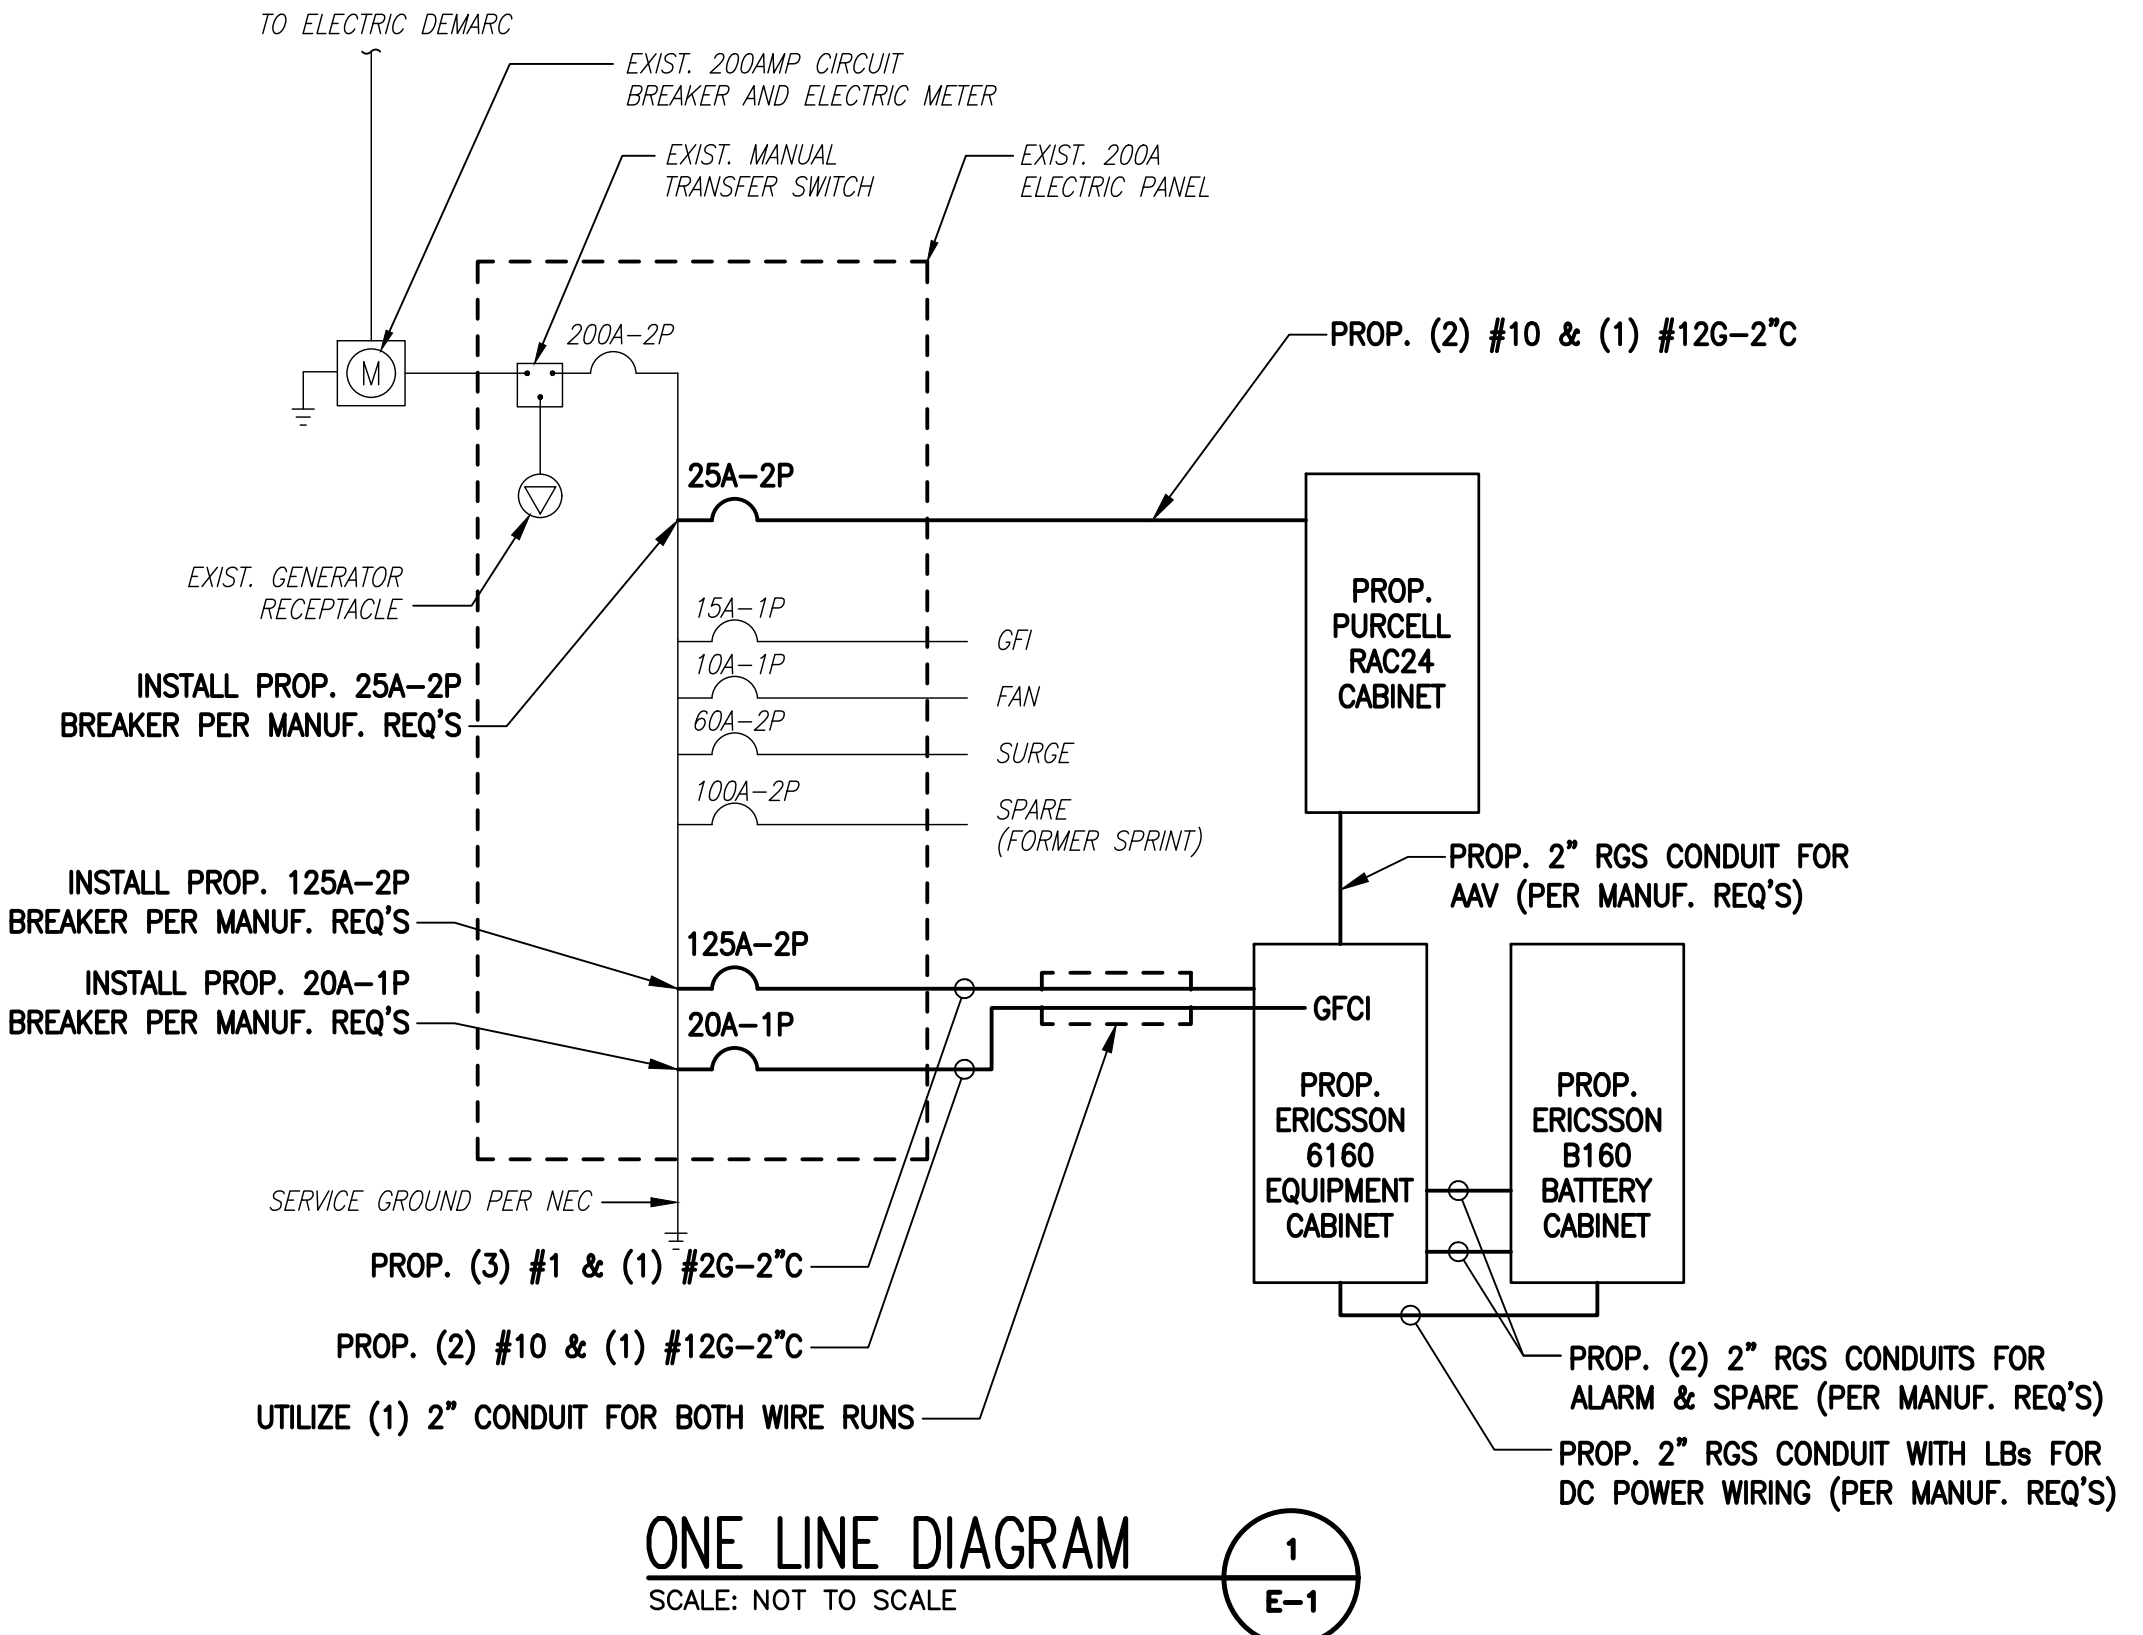 TO ELECTRIC DEMARC
EXIST. 200AMP CIRCUIT
BREAKER AND ELECTRIC METER
EXIST. MANUAL
TRANSFER SWITCH
EXIST. 200A
ELECTRIC PANEL
200A-2P
M
PROP. (2) #10 & (1) #12G-2"C
25A-2P
EXIST. GENERATOR
RECEPTACLE
INSTALL PROP. 25A-2P
BREAKER PER MANUF. REQ'S
15A-1P
GFI
10A-1P
FAN
60A-2P
SURGE
100A-2P
SPARE
(FORMER SPRINT)
PROP.
PURCELL
RAC24
CABINET
PROP. 2" RGS CONDUIT FOR
AAV (PER MANUF. REQ'S)
INSTALL PROP. 125A-2P
BREAKER PER MANUF. REQ'S
125A-2P
INSTALL PROP. 20A-1P
BREAKER PER MANUF. REQ'S
20A-1P
GFCI
PROP.
ERICSSON
6160
EQUIPMENT
CABINET
PROP.
ERICSSON
B160
BATTERY
CABINET
SERVICE GROUND PER NEC
PROP. (3) #1 & (1) #2G-2"C
PROP. (2) #10 & (1) #12G-2"C
UTILIZE (1) 2" CONDUIT FOR BOTH WIRE RUNS
PROP. (2) 2" RGS CONDUITS FOR
ALARM & SPARE (PER MANUF. REQ'S)
PROP. 2" RGS CONDUIT WITH LBs FOR
DC POWER WIRING (PER MANUF. REQ'S)
ONE LINE DIAGRAM
SCALE: NOT TO SCALE
1
E-1